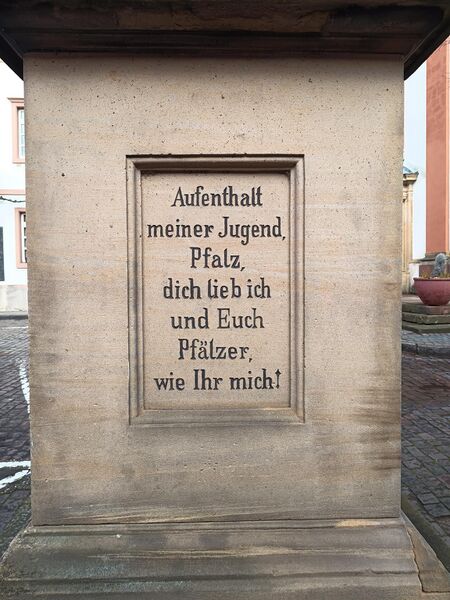 Aufenthalt
meiner Jugend,
Pfalz,
dich lieb ich
und Euch
Pfälzer,
wie Ihr mich!